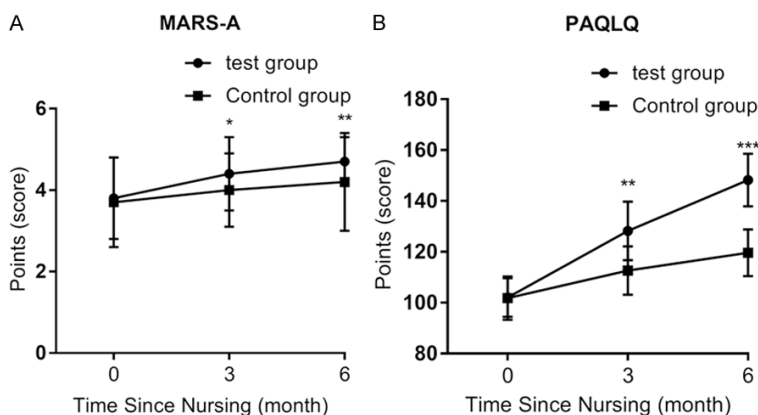 A
MARS-A
test group
Control group
6
4
2
0
*
**
Points (score)
0 3 6
Time Since Nursing (month)
B
PAQLQ
test group
Control group
180
160
140
120
100
80
**
***
Points (score)
0 3 6
Time Since Nursing (month)